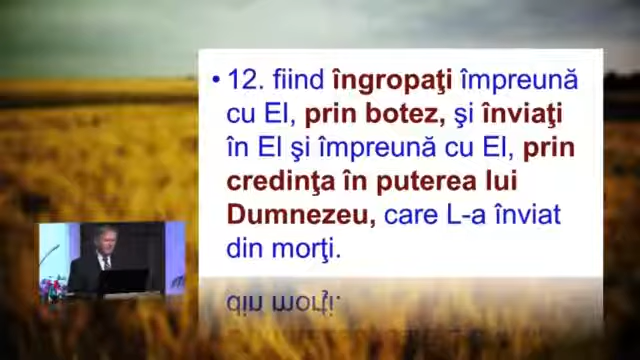 • 12. fiind îngropaţi împreună
cu El, prin botez, şi înviaţi
în El şi împreună cu El, prin
credinţa în puterea lui
Dumnezeu, care L-a înviat
din morţi.